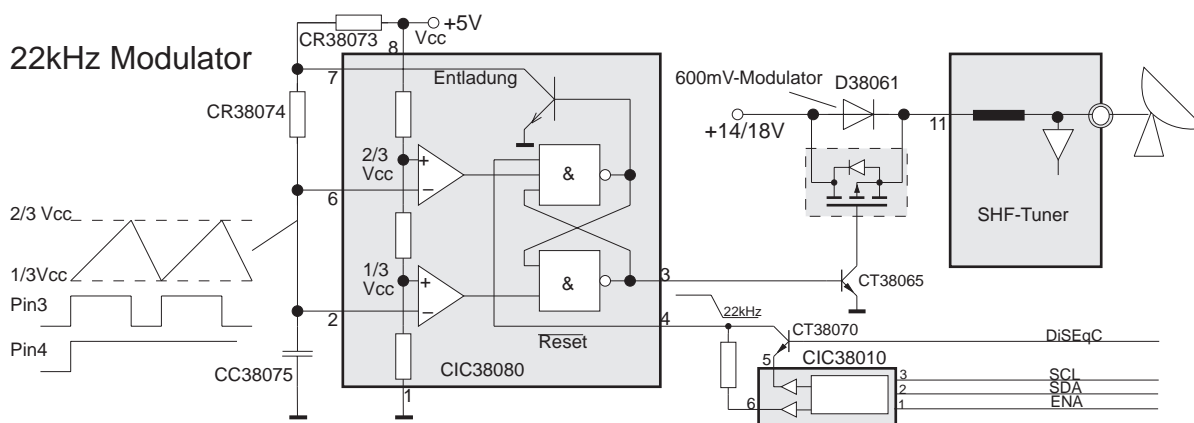 22kHz Modulator
+5V
CR38073
Vcc
8
7
Entladung
CR38074
2/3
Vcc
+
−
&
6
2/3 Vcc
1/3Vcc
Pin3
Pin4
1/3
Vcc
+
−
&
2
3
4
Reset
CC38075
CIC38080
1
600mV-Modulator
D38061
+14/18V
11
SHF-Tuner
CT38065
22kHz
CT38070
DiSEqC
5
CIC38010
3
SCL
2
SDA
6
1
ENA